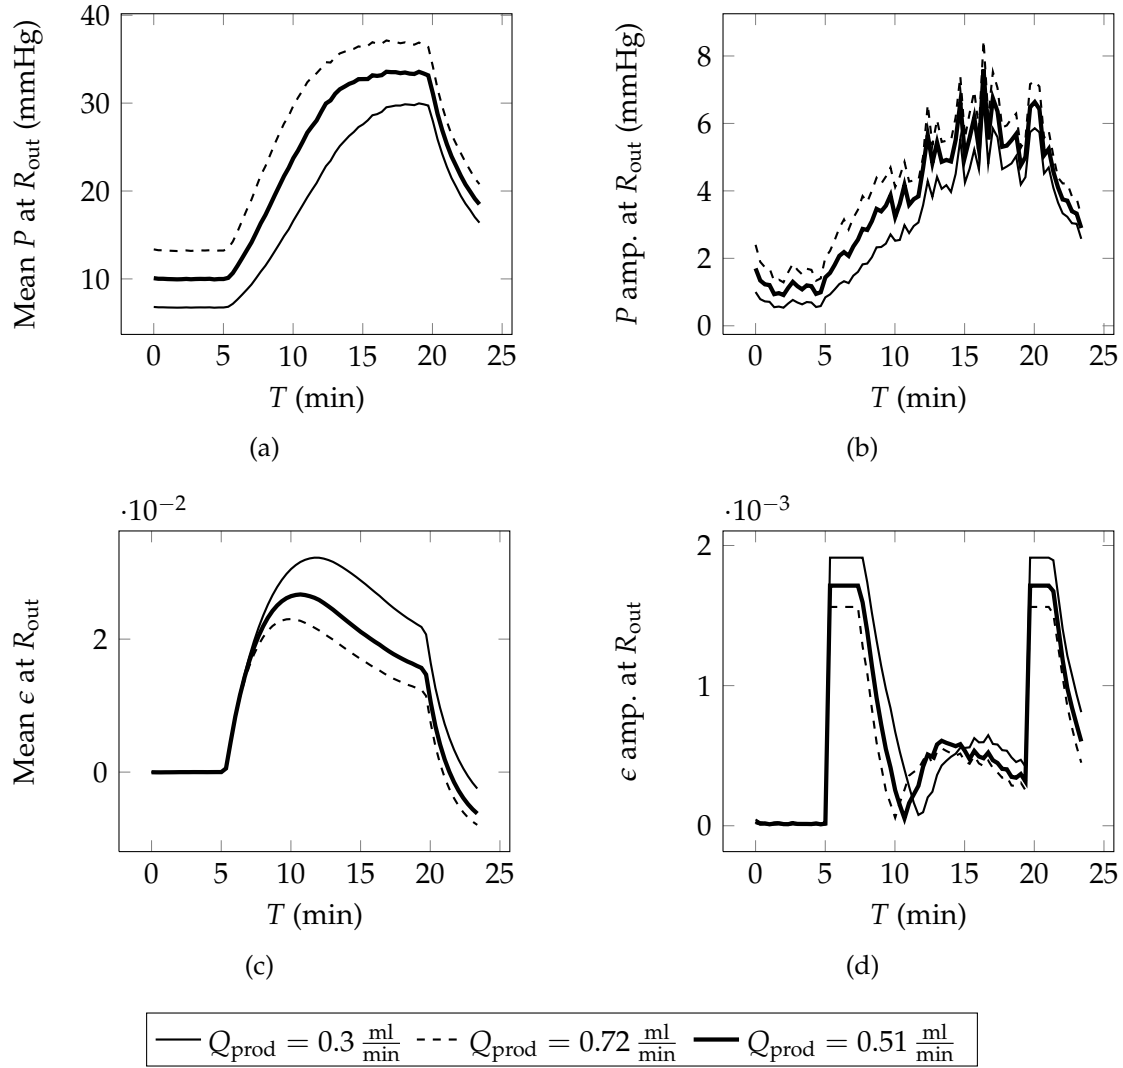 40
30
20
10
0 5 10 15 20 25
Mean P at R_out (mmHg)
T (min)
(a)
8
6
4
2
0
0 5 10 15 20 25
P amp. at R_out (mmHg)
T (min)
(b)
·10⁻²
2
0
0 5 10 15 20 25
Mean ϵ at R_out
T (min)
(c)
·10⁻³
2
1
0
0 5 10 15 20 25
ϵ amp. at R_out
T (min)
(d)
Q_prod = 0.3 ml/min Q_prod = 0.72 ml/min Q_prod = 0.51 ml/min